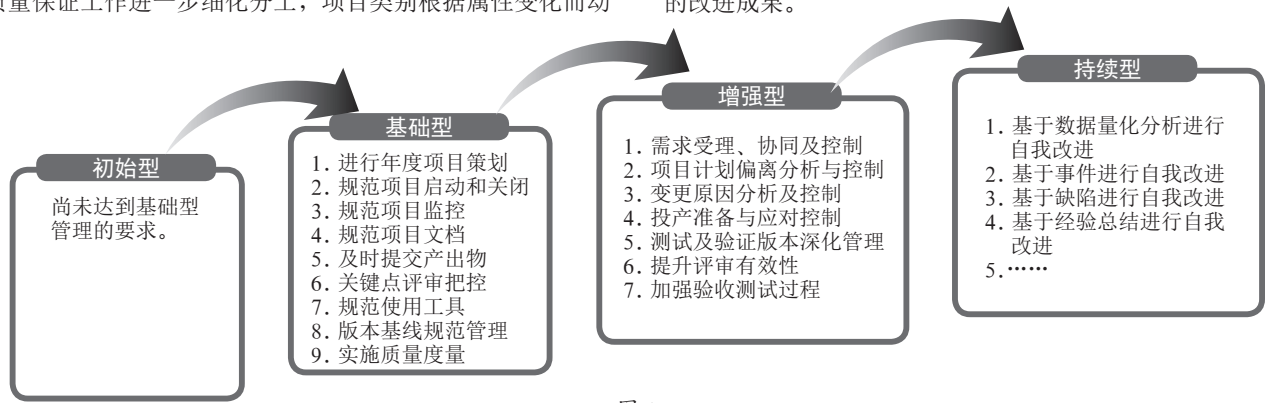 质量保证工作进一步细化分工，项目类别根据属性变化而动
的改进成果。
初始型
尚未达到基础型
管理的要求。
基础型
1. 进行年度项目策划
2. 规范项目启动和关闭
3. 规范项目监控
4. 规范项目文档
5. 及时提交产出物
6. 关键点评审把控
7. 规范使用工具
8. 版本基线规范管理
9. 实施质量度量
增强型
1. 需求受理、协同及控制
2. 项目计划偏离分析与控制
3. 变更原因分析及控制
4. 投产准备与应对控制
5. 测试及验证版本深化管理
6. 提升评审有效性
7. 加强验收测试过程
持续型
1. 基于数据量化分析进行
自我改进
2. 基于事件进行自我改进
3. 基于缺陷进行自我改进
4. 基于经验总结进行自我
改进
5. ……